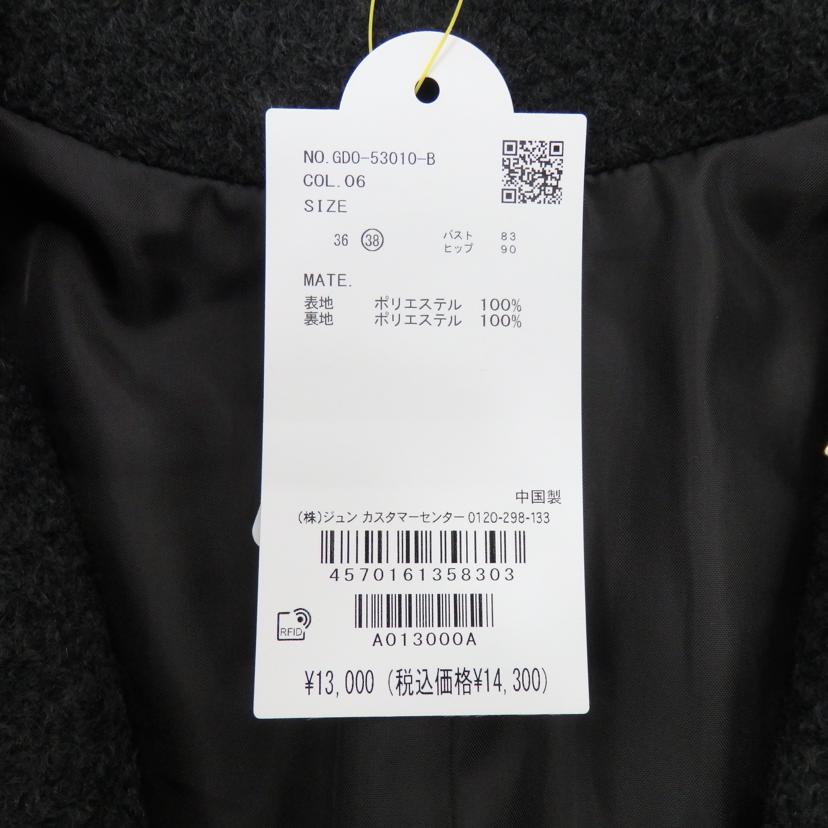 NO.GDO-53010-B
COL.06
SIZE
36 38 バスト 83
ヒップ 90
MATE.
表地 ポリエステル 100%
裏地 ポリエステル 100%
中国製
(株)ジュン カスタマーセンター 0120-298-133
4570161358303
A013000A
RFID
¥13,000 (税込価格¥14,300)